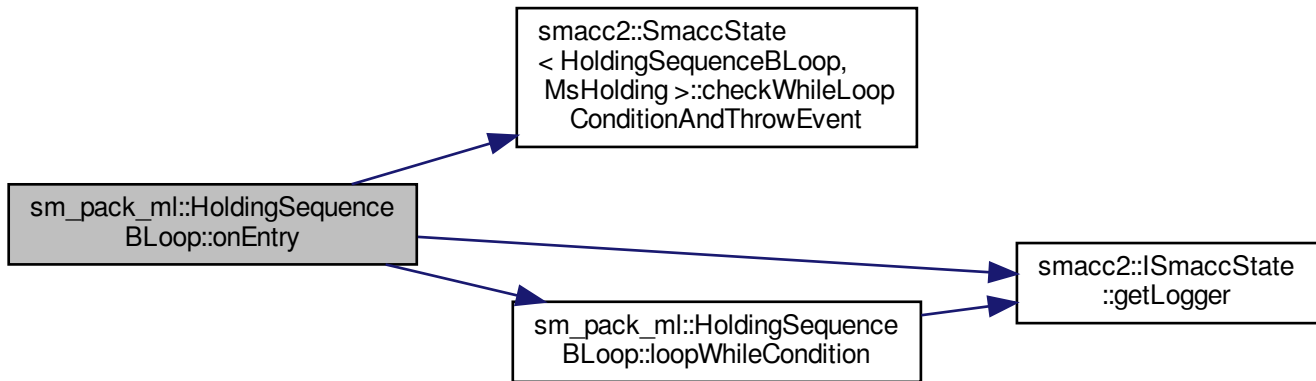 smacc2::SmaccState
< HoldingSequenceBLoop,
MsHolding >::checkWhileLoop
ConditionAndThrowEvent
sm_pack_ml::HoldingSequence
BLoop::onEntry
smacc2::ISmaccState
::getLogger
sm_pack_ml::HoldingSequence
BLoop::loopWhileCondition